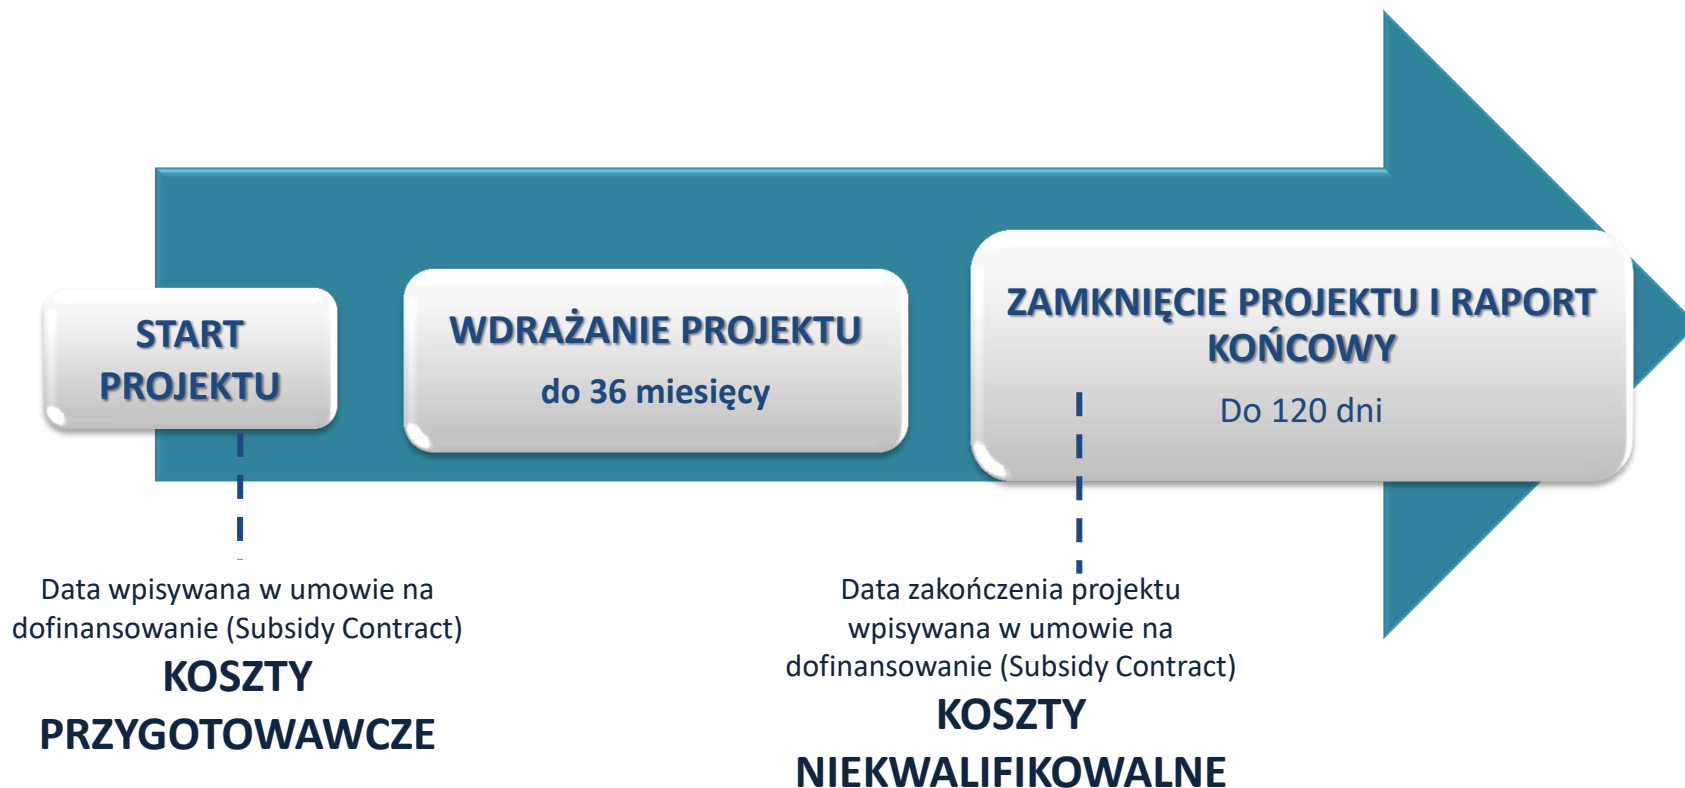 START
PROJEKTU
WDRAŻANIE PROJEKTU
do 36 miesięcy
ZAMKNIĘCIE PROJEKTU I RAPORT
KOŃCOWY
Do 120 dni
Data wpisywana w umowie na
dofinansowanie (Subsidy Contract)
KOSZTY
PRZYGOTOWAWCZE
Data zakończenia projektu
wpisywana w umowie na
dofinansowanie (Subsidy Contract)
KOSZTY
NIEKWALIFIKOWALNE